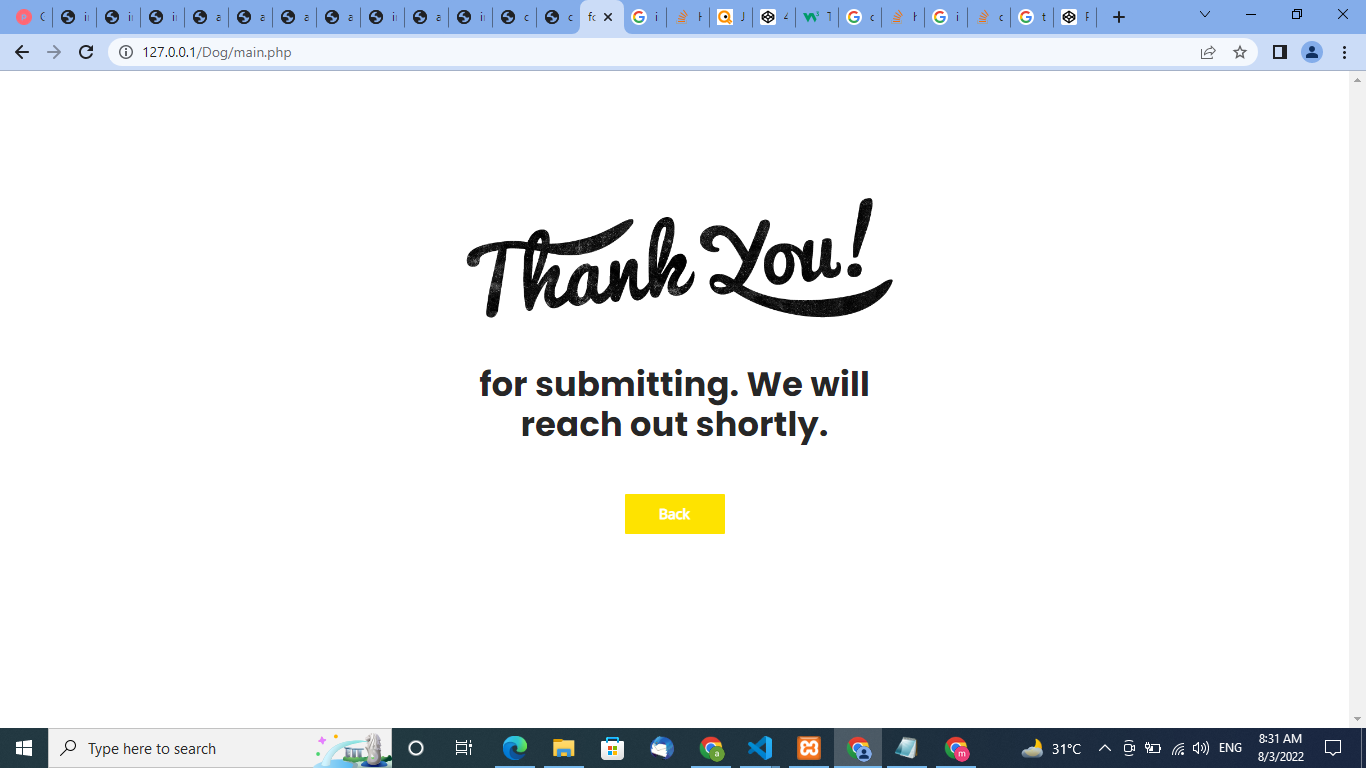 127.0.0.1/Dog/main.php
Thank You!
for submitting. We will
reach out shortly.
Back
Type here to search
31°C
ENG
8:31 AM
8/3/2022